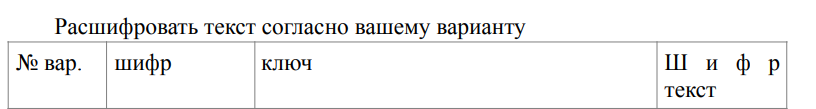 Расшифровать текст согласно вашему варианту
№ вар. шифр ключ Ш и ф р
текст